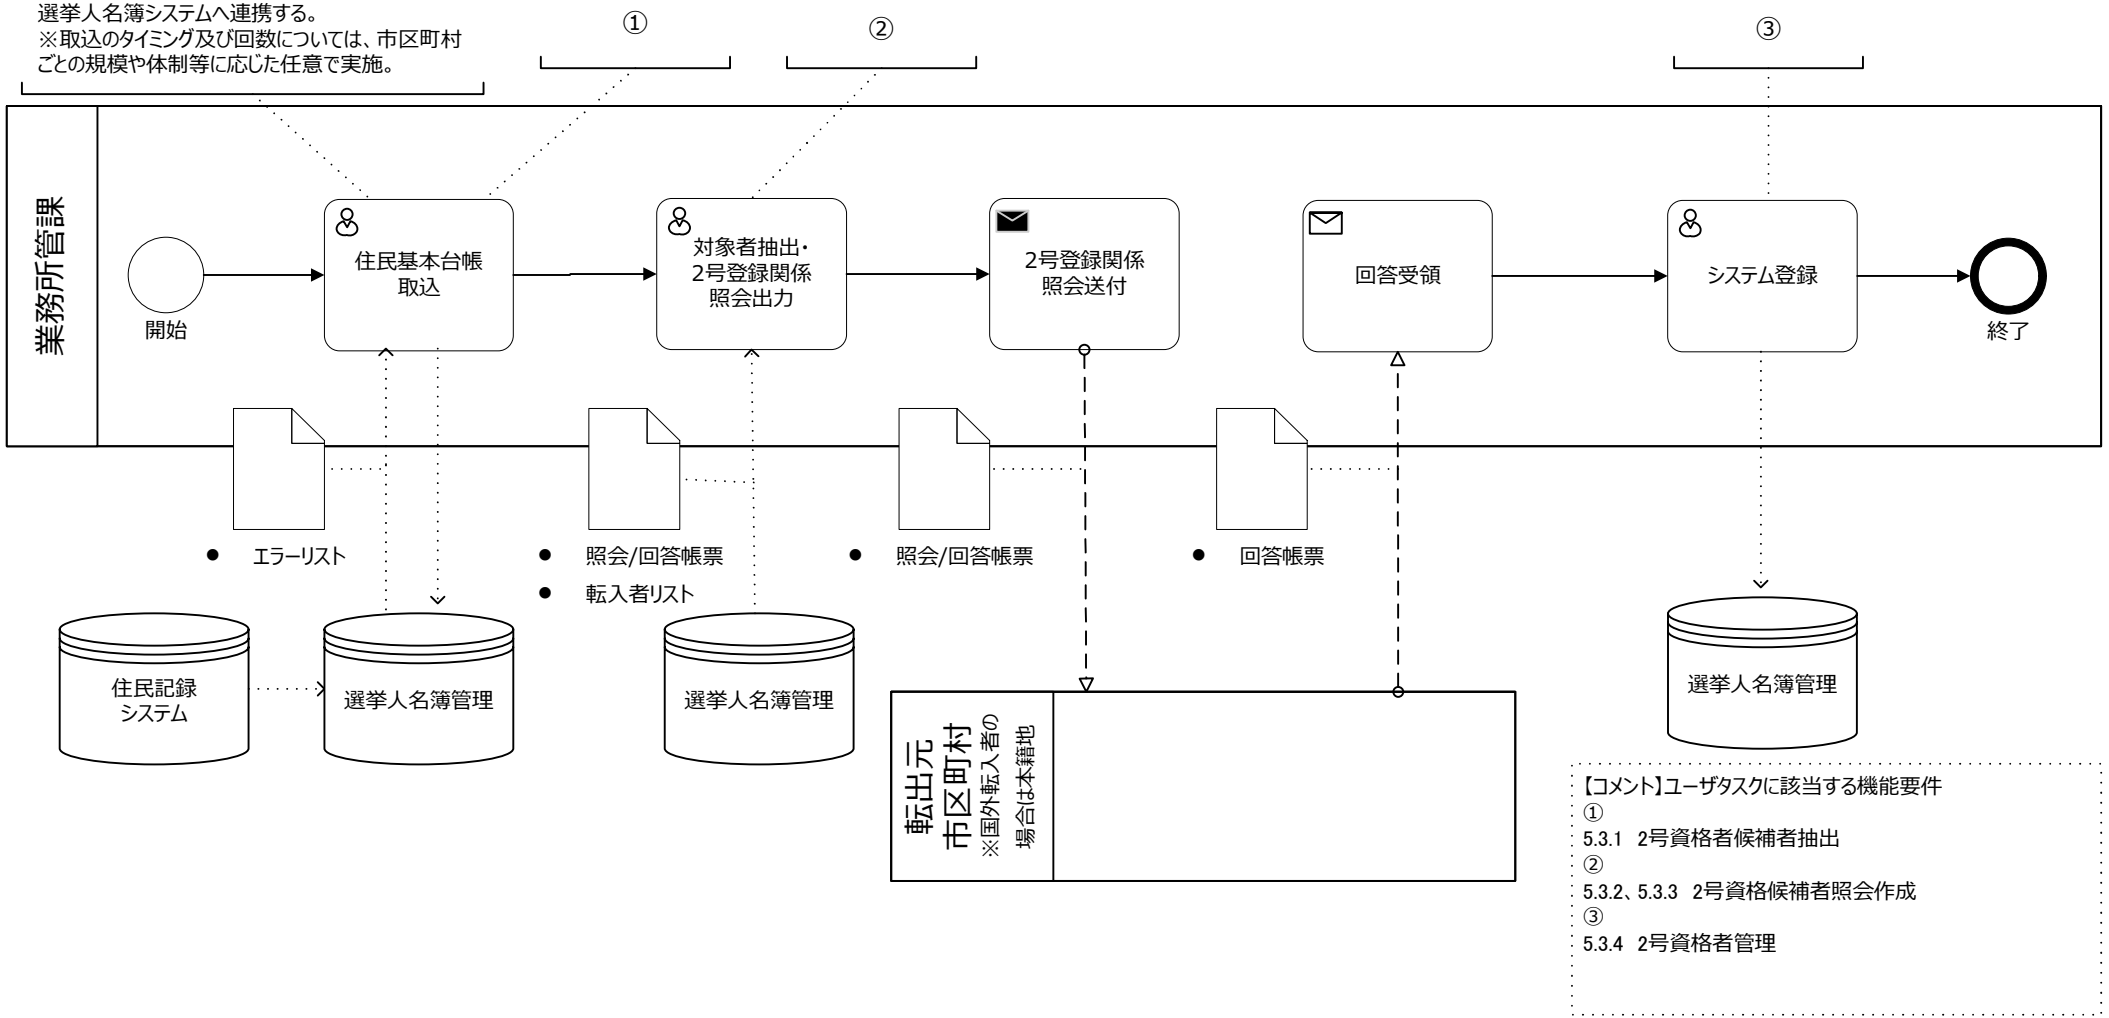 選挙人名簿システムへ連携する。
※取込のタイミング及び回数については、市区町村
ごとの規模や体制等に応じた任意で実施。
①
②
③
業務所管課
開始
住民基本台帳
取込
対象者抽出・
2号登録関係
照会出力
2号登録関係
照会送付
回答受領
システム登録
終了
● エラーリスト
● 照会/回答帳票
● 転入者リスト
● 照会/回答帳票
● 回答帳票
住民記録
システム
選挙人名簿管理
選挙人名簿管理
選挙人名簿管理
転出元
市区町村
※国外転入者の
場合は本籍地
【コメント】ユーザタスクに該当する機能要件
①
5.3.1 2号資格者候補者抽出
②
5.3.2、5.3.3 2号資格候補者照会作成
③
5.3.4 2号資格者管理